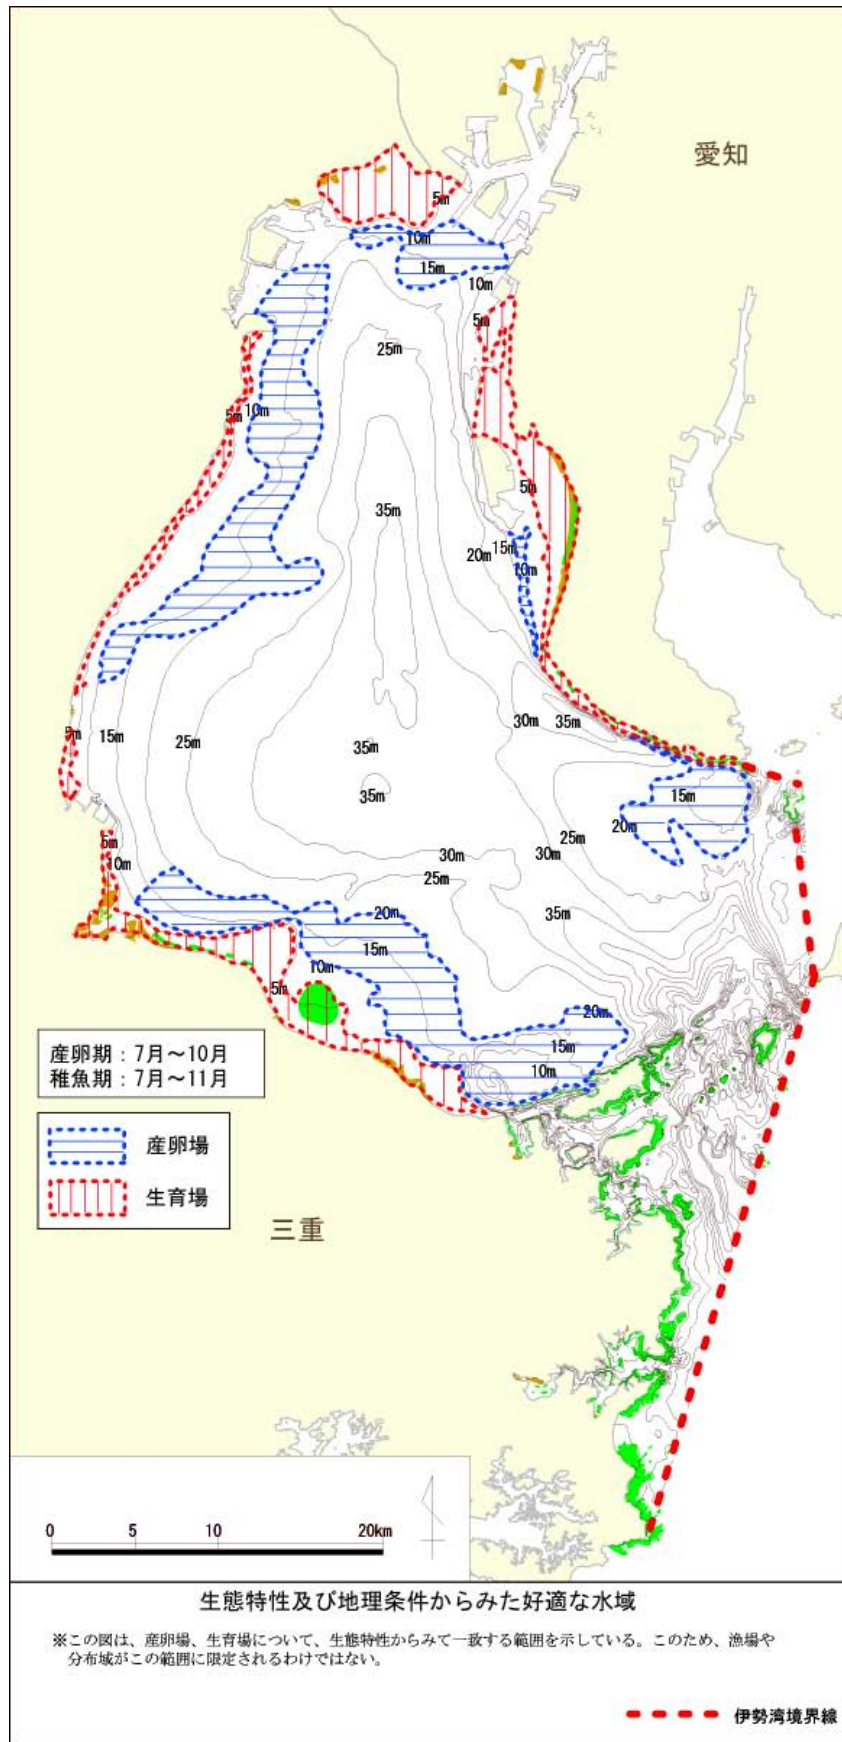 愛知
5m
10m
15m
10m
5m
25m
5m
10m
5m
35m
15m
20m
10m
30m
35m
5m
15m
25m
35m
35m
15m
20m
25m
5m
10m
30m
30m
25m
35m
20m
15m
10m
5m
20m
15m
10m
産卵期：7月～10月
稚魚期：7月～11月
産卵場
生育場
三重
0 5 10 20km
生態特性及び地理条件からみた好適な水域
※この図は、産卵場、生育場について、生態特性からみて一致する範囲を示している。このため、漁場や
分布域がこの範囲に限定されるわけではない。
伊勢湾境界線